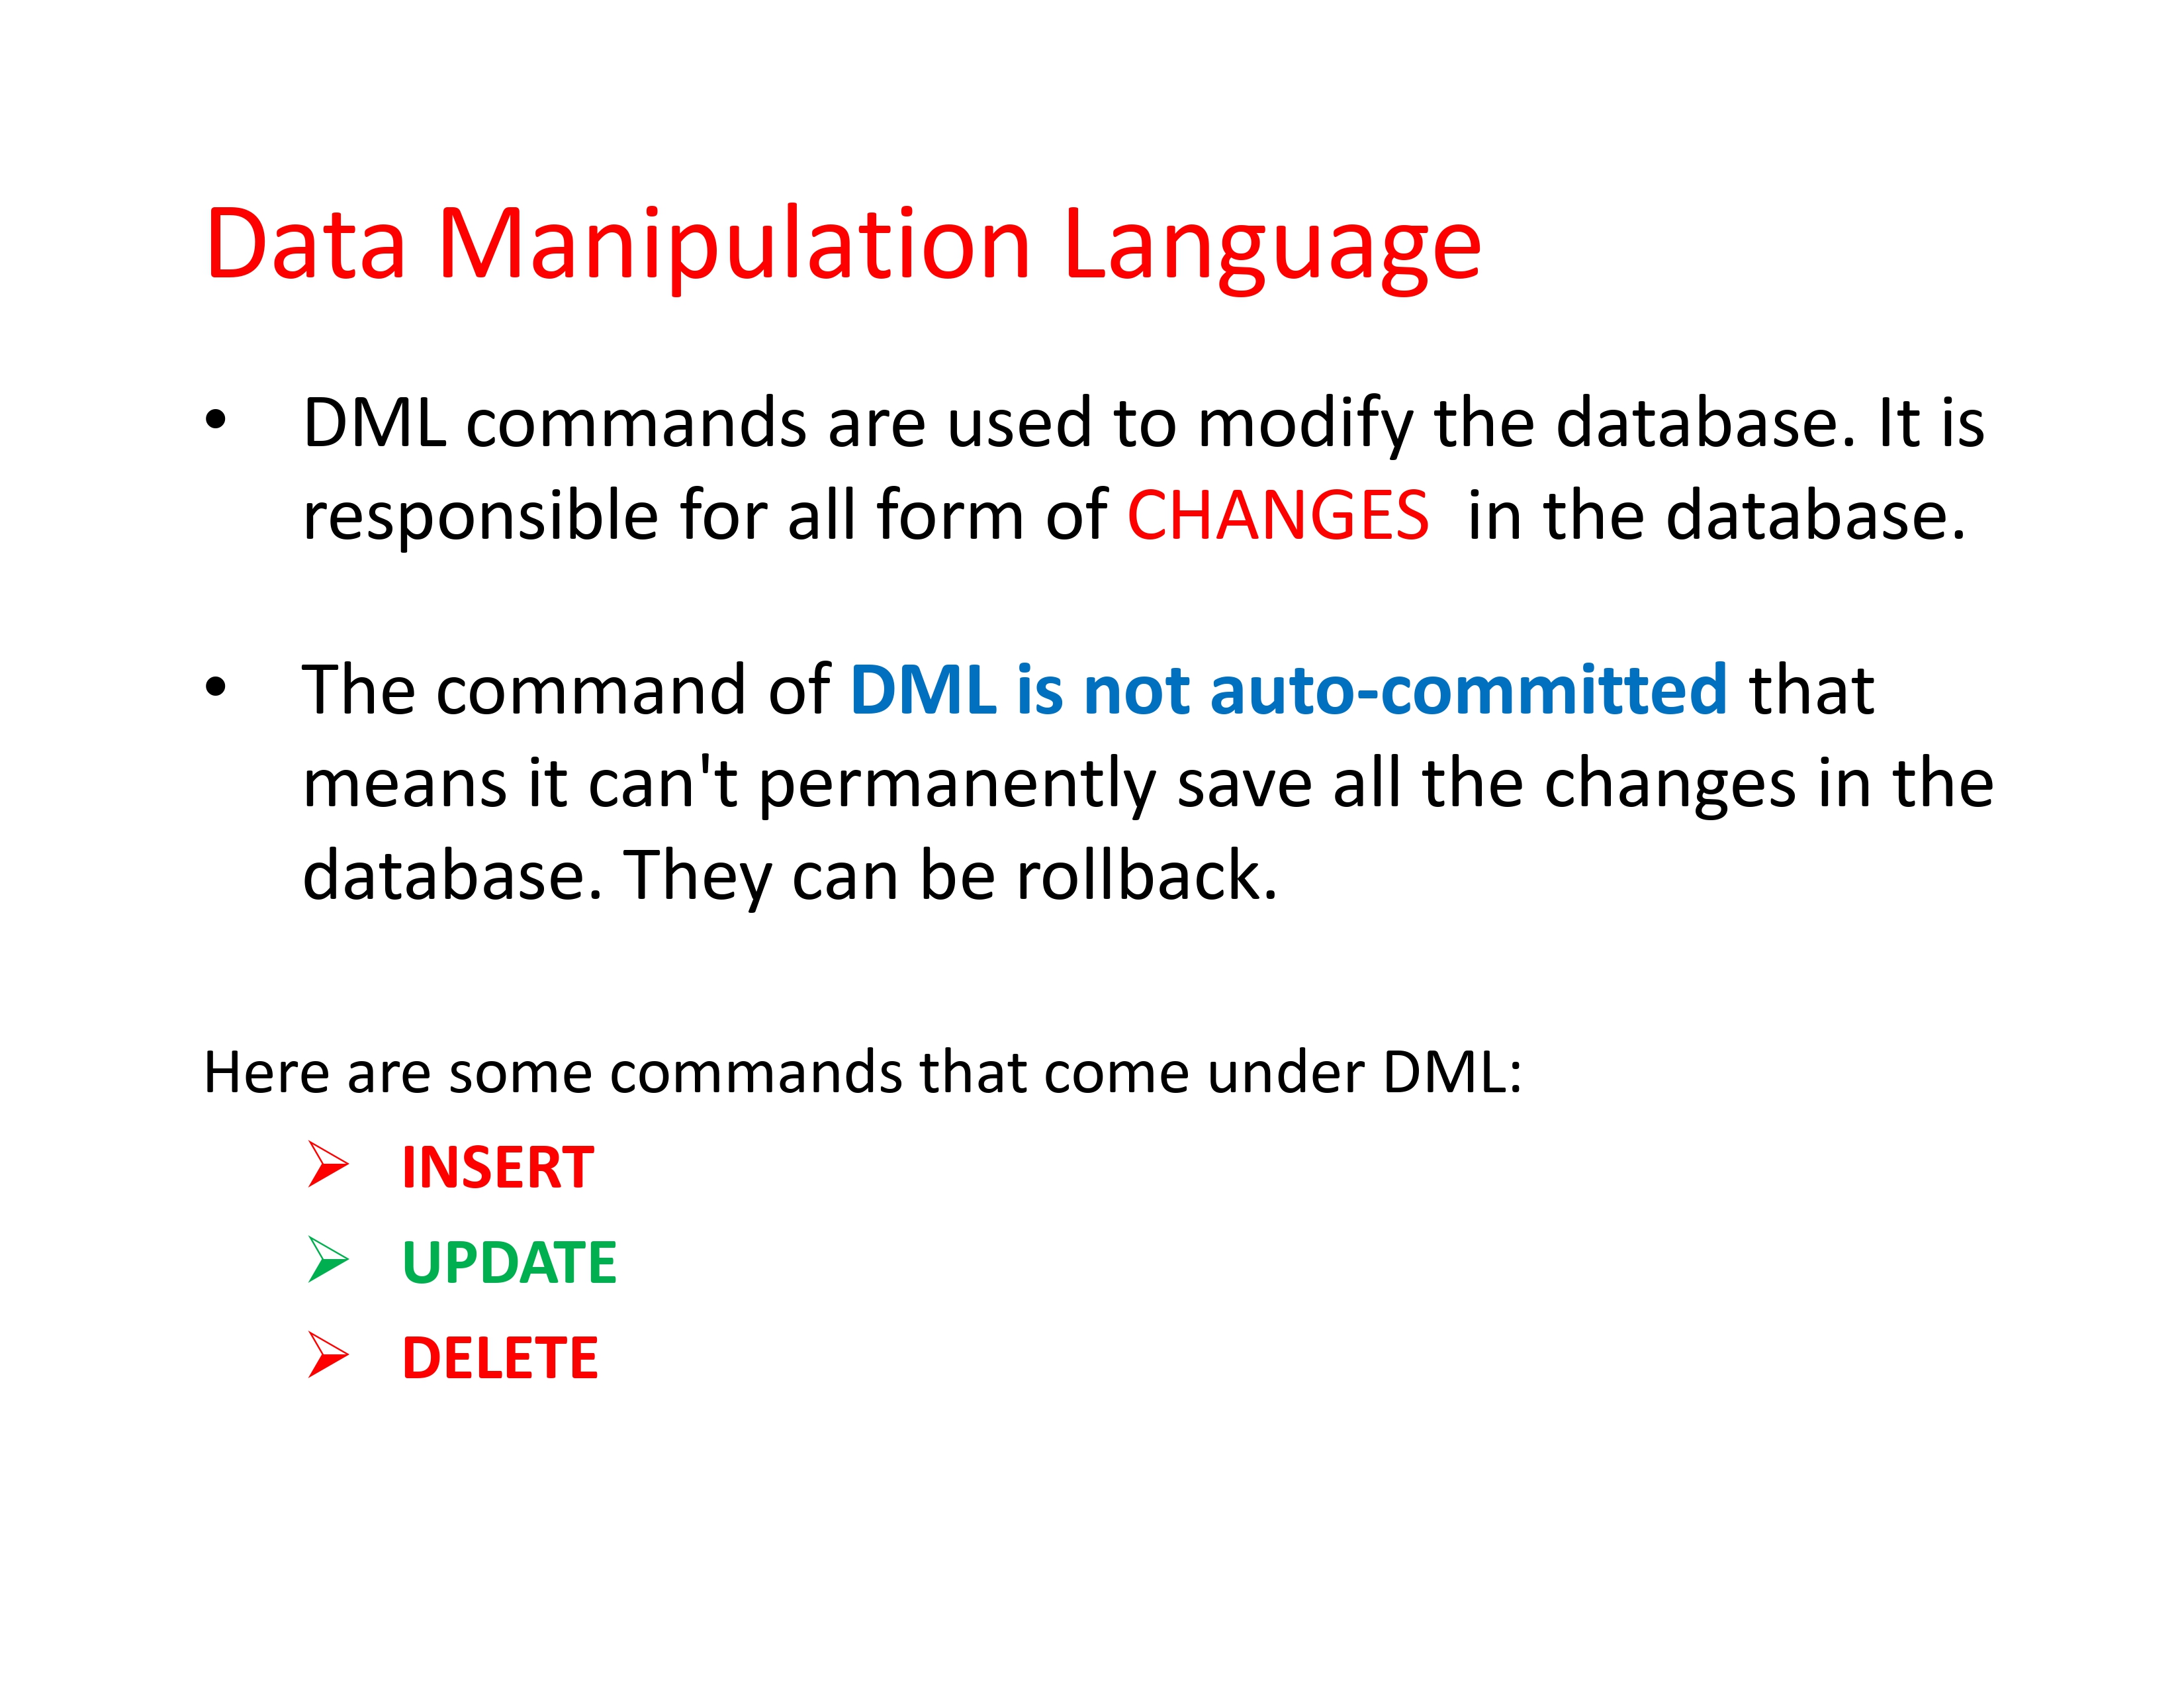 Data Manipulation Language
• DML commands are used to modify the database. It is
responsible for all form of CHANGES in the database.
• The command of DML is not auto-committed that
means it can't permanently save all the changes in the
database. They can be rollback.
Here are some commands that come under DML:
➢ INSERT
➢ UPDATE
➢ DELETE